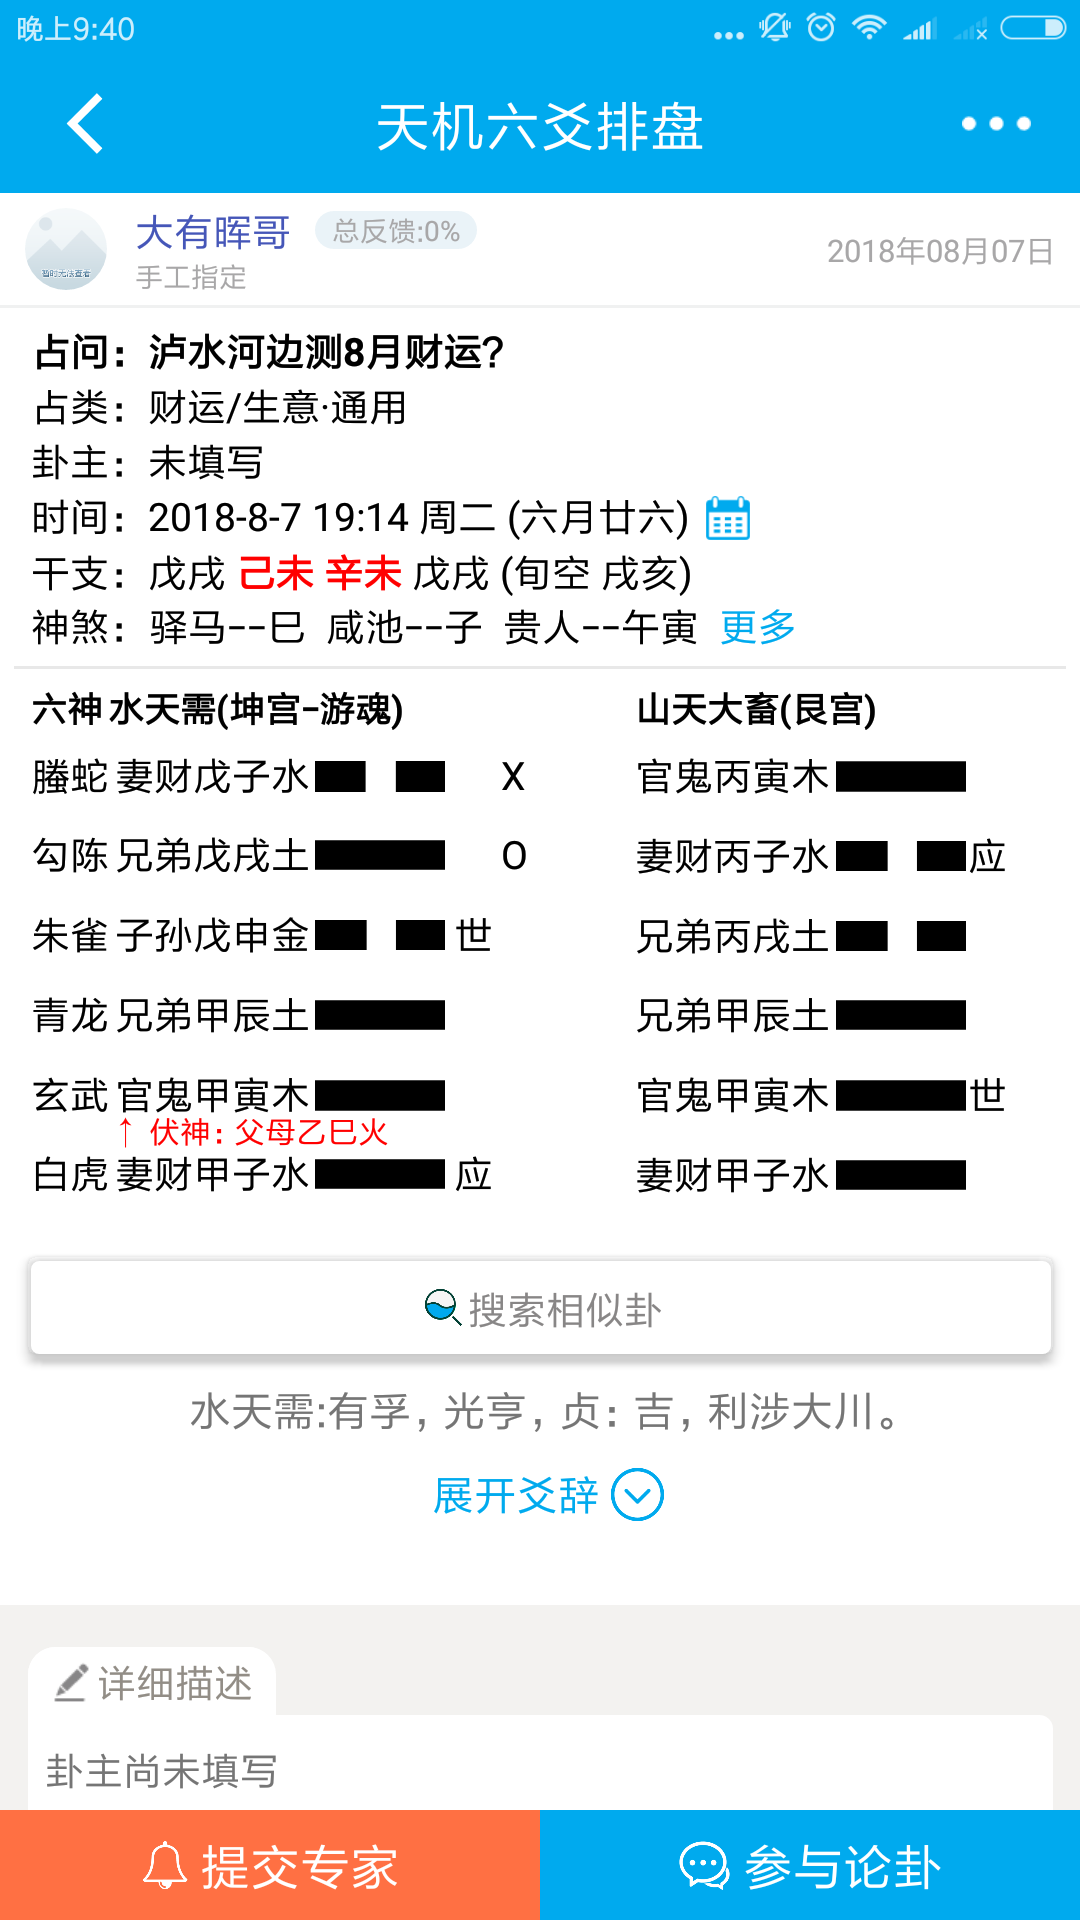 晚上9:40
天机六爻排盘
大有晖哥 总反馈:0%
手工指定
2018年08月07日
暂时无法查看
占问：泸水河边测8月财运?
占类：财运/生意·通用
卦主：未填写
时间：2018-8-7 19:14 周二 (六月廿六)
干支：戊戌 己未 辛未 戊戌 (旬空 戌亥)
神煞：驿马--巳 咸池--子 贵人--午寅 更多
六神 水天需(坤宫-游魂) 山天大畜(艮宫)
螣蛇 妻财戊子水 X 官鬼丙寅木
勾陈 兄弟戊戌土 O 妻财丙子水 应
朱雀 子孙戊申金 世 兄弟丙戌土
青龙 兄弟甲辰土 兄弟甲辰土
玄武 官鬼甲寅木 官鬼甲寅木 世
↑ 伏神：父母乙巳火
白虎 妻财甲子水 应 妻财甲子水
搜索相似卦
水天需:有孚，光亨，贞：吉，利涉大川。
展开爻辞
详细描述
卦主尚未填写
提交专家 参与论卦